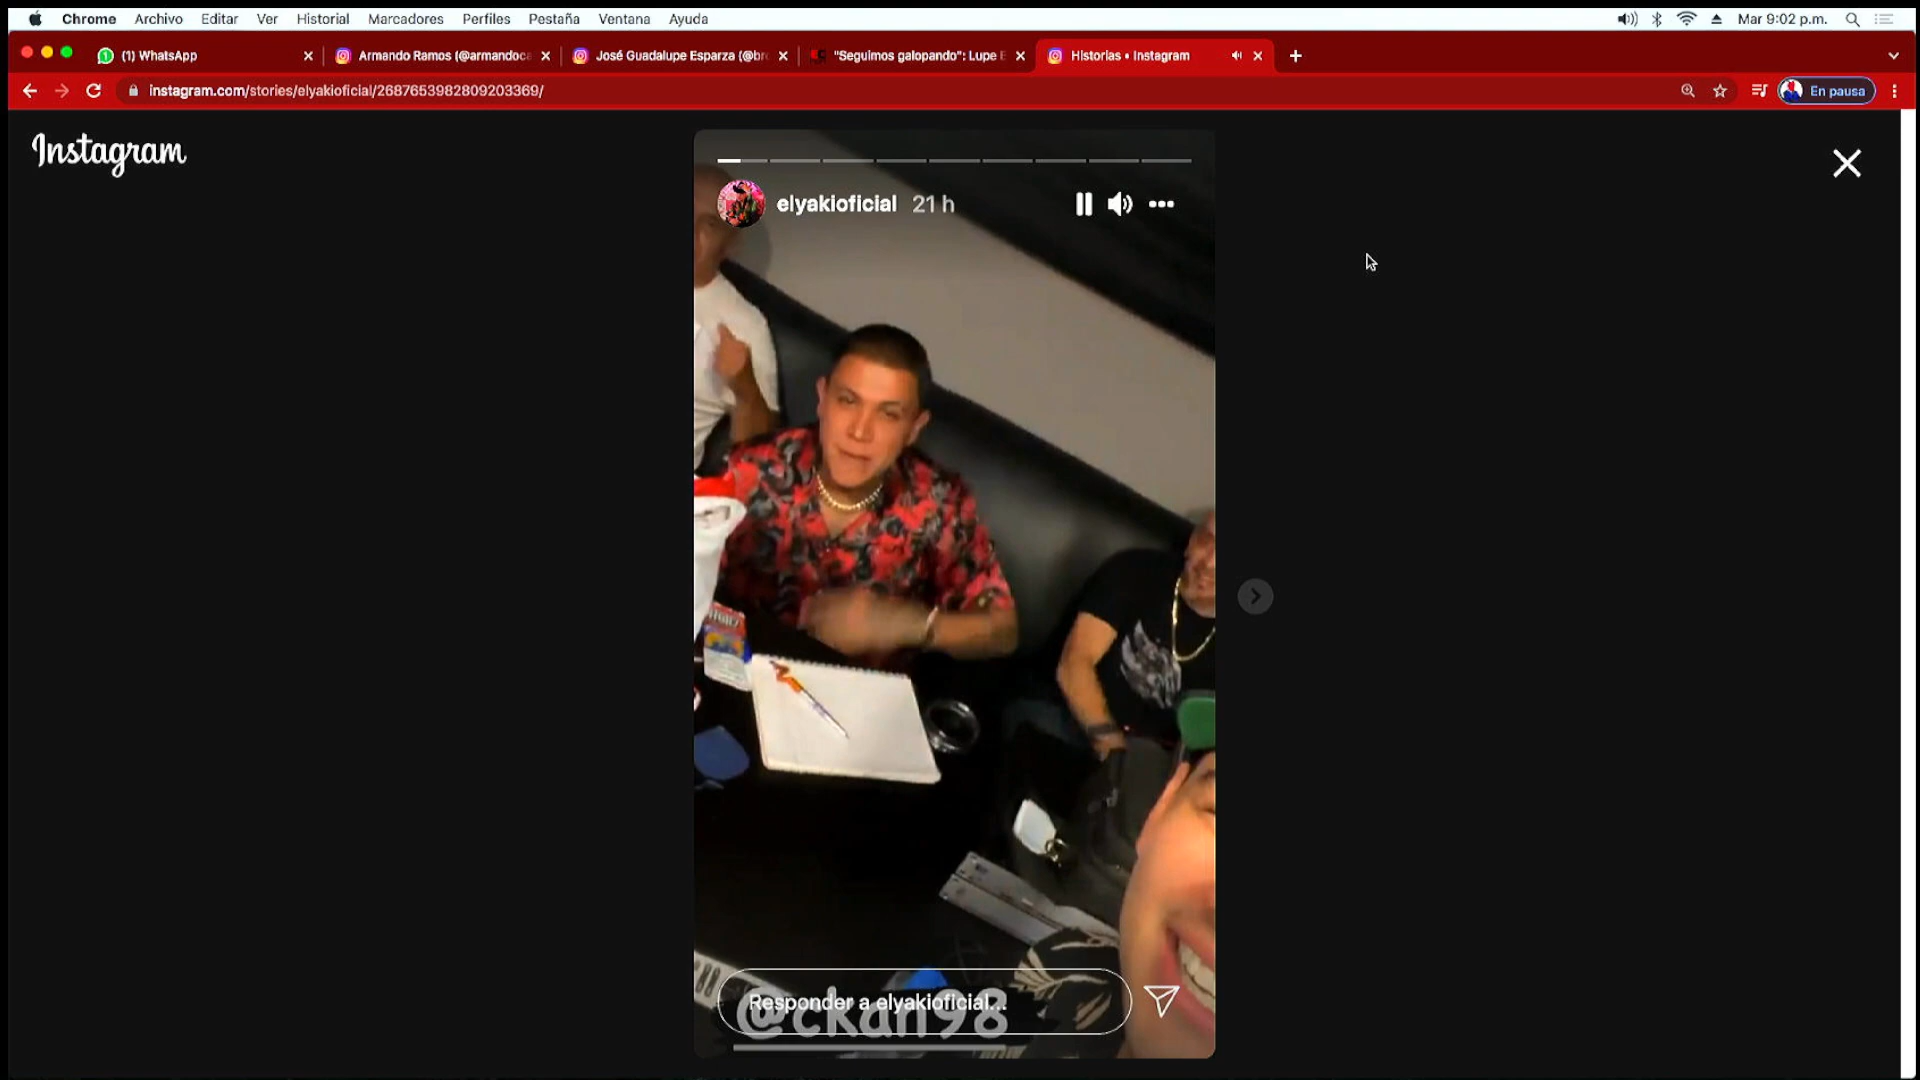 Chrome Archivo Editar Ver Historial Marcadores Perfiles Pestaña Ventana Ayuda Mar 9:02 p.m.
(1) WhatsApp Armando Ramos (@armandoca José Guadalupe Esparza (@br "Seguimos galopando": Lupe E Historias • Instagram
instagram.com/stories/elyakioficial/2687653982809203369/ En pausa
Instagram
elyakioficial 21 h
Responder a elyakioficial...
@ckan98